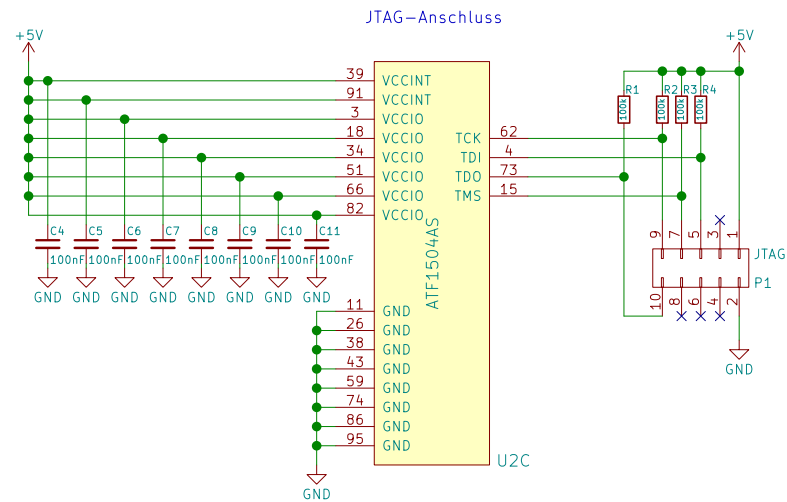 JTAG-Anschluss
+5V
+5V
39 VCCINT
91 VCCINT
3 VCCIO
18 VCCIO
34 VCCIO
51 VCCIO
66 VCCIO
82 VCCIO
TCK 62
TDI 4
TDO 73
TMS 15
R1 R2 R3 R4
100k 100k 100k 100k
C4 C5 C6 C7 C8 C9 C10 C11
100nF 100nF 100nF 100nF 100nF 100nF 100nF 100nF
GND GND GND GND GND GND GND GND
ATF1504AS
9 7 5 3 1
JTAG
P1
10 8 6 4 2
GND
11 GND
26 GND
38 GND
43 GND
59 GND
74 GND
86 GND
95 GND
U2C
GND